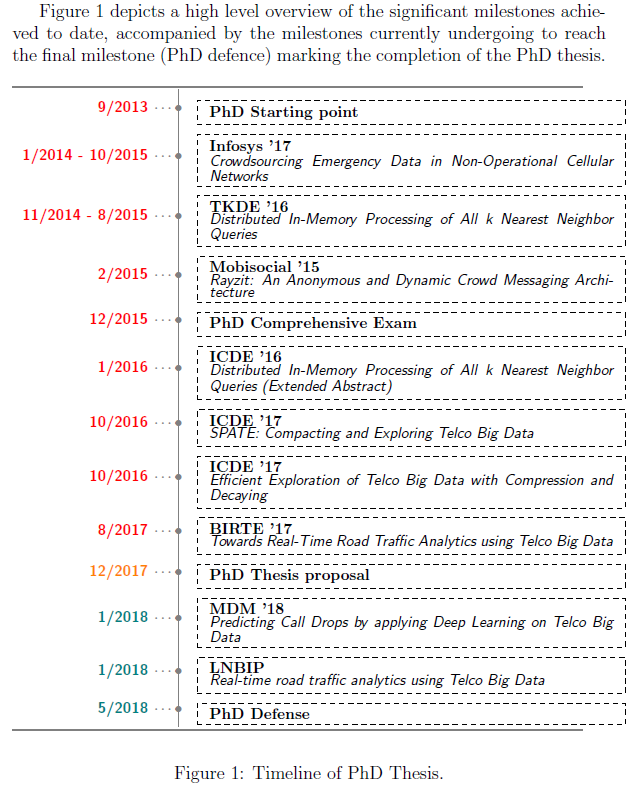 Figure 1 depicts a high level overview of the significant milestones achie-
ved to date, accompanied by the milestones currently undergoing to reach
the final milestone (PhD defence) marking the completion of the PhD thesis.
9/2013 PhD Starting point
1/2014 - 10/2015 Infosys '17
Crowdsourcing Emergency Data in Non-Operational Cellular
Networks
11/2014 - 8/2015 TKDE '16
Distributed In-Memory Processing of All k Nearest Neighbor
Queries
2/2015 Mobisocial '15
Rayzit: An Anonymous and Dynamic Crowd Messaging Archi-
tecture
12/2015 PhD Comprehensive Exam
1/2016 ICDE '16
Distributed In-Memory Processing of All k Nearest Neighbor
Queries (Extended Abstract)
10/2016 ICDE '17
SPATE: Compacting and Exploring Telco Big Data
10/2016 ICDE '17
Efficient Exploration of Telco Big Data with Compression and
Decaying
8/2017 BIRTE '17
Towards Real-Time Road Traffic Analytics using Telco Big Data
12/2017 PhD Thesis proposal
1/2018 MDM '18
Predicting Call Drops by applying Deep Learning on Telco Big
Data
1/2018 LNBIP
Real-time road traffic analytics using Telco Big Data
5/2018 PhD Defense
Figure 1: Timeline of PhD Thesis.